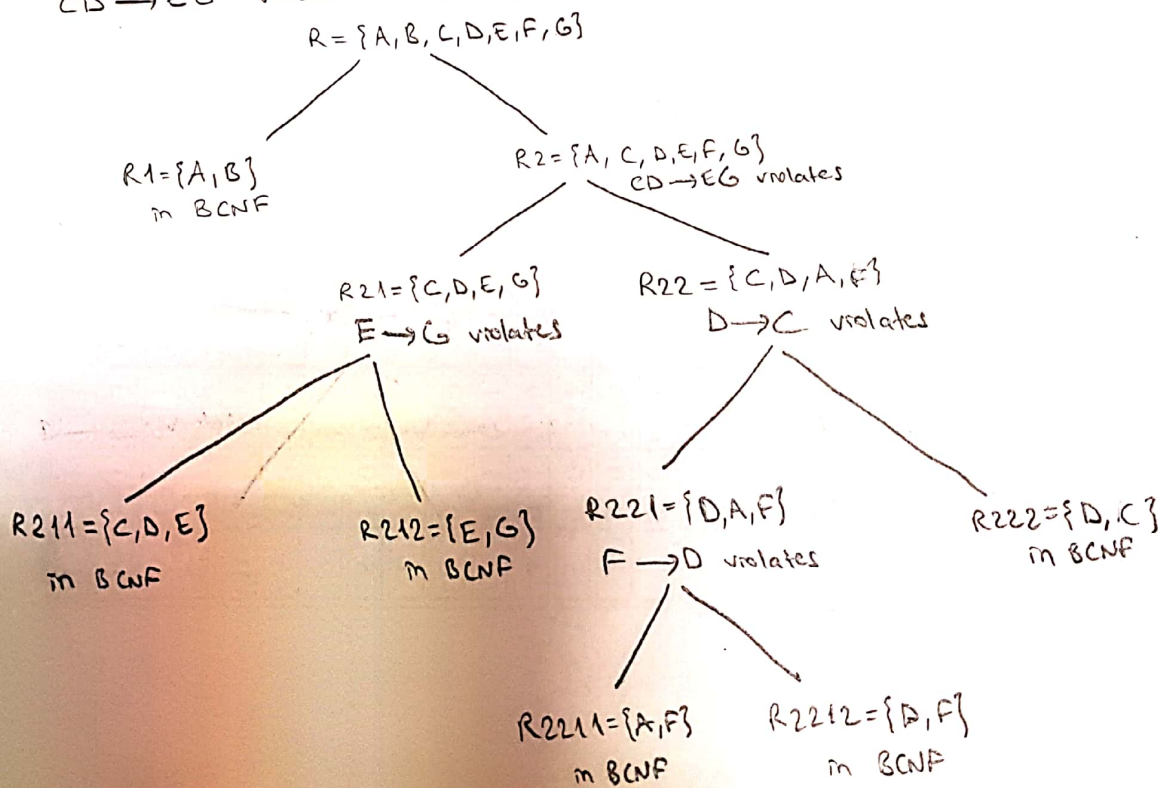 R = {A, B, C, D, E, F, G}
R1={A, B}
in BCNF
R2={A, C, D, E, F, G}
CD → EG violates
R21={C, D, E, G}
E → G violates
R22 = {C, D, A, F}
D → C violates
R211={C, D, E}
in BCNF
R212={E, G}
in BCNF
R221={D, A, F}
F → D violates
R222={D, C}
in BCNF
R2211={A, F}
in BCNF
R2212={D, F}
in BCNF